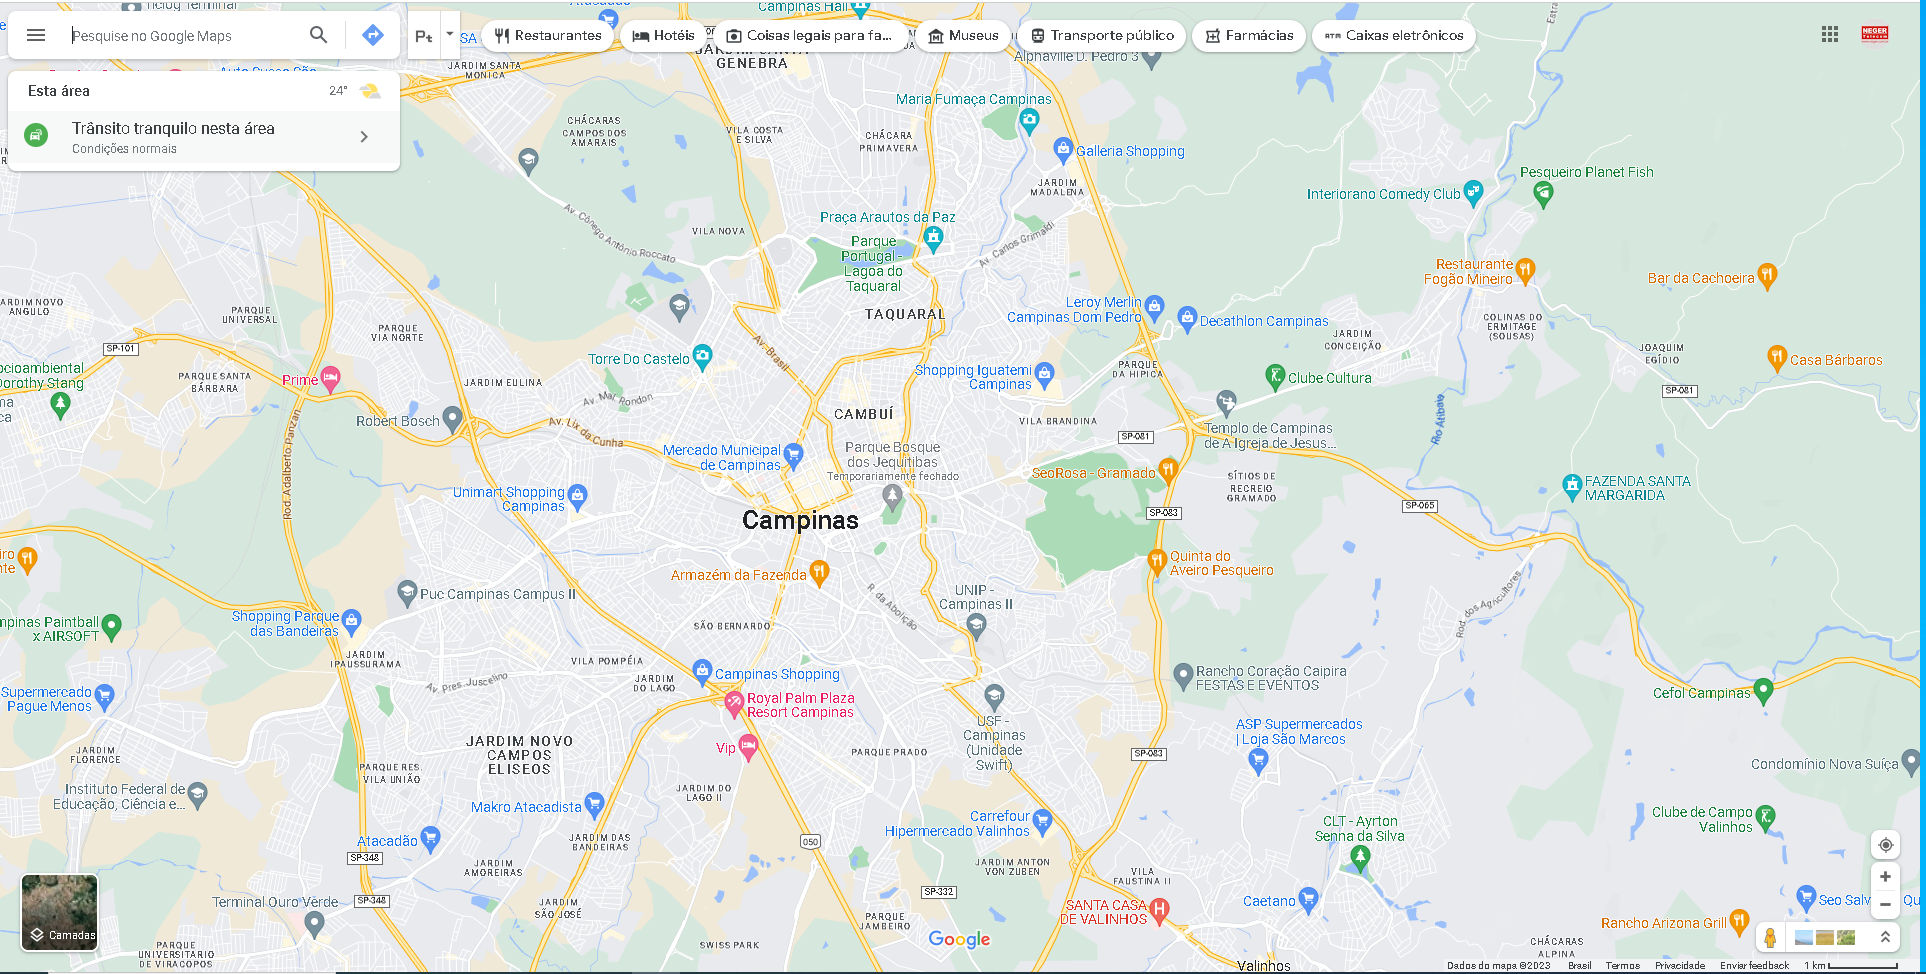 Campinas Hall
Pesquise no Google Maps
Restaurantes
Hotéis
Coisas legais para fa...
Museus
Transporte público
Farmácias
ATM Caixas eletrônicos
NEGER
GENEBRA
Alphaville D. Pedro 3
JARDIM SANTA
MONICA
Esta área
24°
Trânsito tranquilo nesta área
Condições normais
Maria Fumaça Campinas
CHÁCARAS
CAMPOS DOS
AMARAIS
VILA COSTA
E SILVA
CHÁCARA
PRIMAVERA
Galleria Shopping
JARDIM
MADALENA
Pesqueiro Planet Fish
Interiorano Comedy Club
Av. Cônego Antônio Roccato
VILA NOVA
Praça Arautos da Paz
Av. Carlos Grimaldi
Parque
Portugal -
Lagoa do
Taquaral
Restaurante
Fogão Mineiro
Bar da Cachoeira
JARDIM NOVO
ANGULO
PARQUE
UNIVERSAL
PARQUE
VIA NORTE
TAQUARAL
Leroy Merlin
Campinas Dom Pedro
Decathlon Campinas
COLINAS DO
ERMITAGE
(SOUSAS)
JARDIM
CONCEIÇÃO
JOAQUIM
EGÍDIO
SP-101
Av. Brasil
Torre Do Castelo
Casa Bárbaros
ocioambiental
Dorothy Stang
PARQUE SANTA
BÁRBARA
Prime
JARDIM EULINA
Shopping Iguatemi
Campinas
PARQUE
DA HIPICA
Clube Cultura
SP-081
Av. Mar. Rondon
Rod. Adalberto Panzan
Robert Bosch
Av. Lix da Cunha
CAMBUÍ
VILA BRANDINA
SP-081
Templo de Campinas
de A Igreja de Jesus...
Rio Atibaia
Mercado Municipal
de Campinas
Parque Bosque
dos Jequitibás
Temporariamente fechado
SeoRosa - Gramado
SÍTIOS DE
RECREIO
GRAMADO
FAZENDA SANTA
MARGARIDA
Unimart Shopping
Campinas
SP-083
SP-065
Campinas
Armazém da Fazenda
Quinta do
Aveiro Pesqueiro
R. da Abolição
Puc Campinas Campus II
UNIP -
Campinas II
Rod. dos Agricultores
mpinas Paintball
x AIRSOFT
Shopping Parque
das Bandeiras
SÃO BERNARDO
JARDIM
IPAUSSURAMA
VILA POMPÉIA
Campinas Shopping
JARDIM
DO LAGO
Av. Pres. Juscelino
Rancho Coração Caipira
FESTAS E EVENTOS
Supermercado
Pague Menos
Royal Palm Plaza
Resort Campinas
Cefol Campinas
USF -
Campinas
(Unidade
Swift)
ASP Supermercados
| Loja São Marcos
JARDIM NOVO
CAMPOS
ELISEOS
Vip
PARQUE PRADO
SP-083
JARDIM
FLORENCE
PARQUE RES.
VILA UNIÃO
Condomínio Nova Suíça
Instituto Federal de
Educação, Ciência e...
JARDIM DO
LAGO II
Makro Atacadista
Carrefour
Hipermercado Valinhos
CLT - Ayrton
Senna da Silva
Clube de Campo
Valinhos
Atacadão
JARDIM DAS
BANDEIRAS
050
SP-348
JARDIM
AMOREIRAS
JARDIM ANTON
VON ZUBEN
VILA
FAUSTINA II
SP-332
Terminal Ouro Verde
SP-348
JARDIM
SÃO JOSÉ
SANTA CASA
DE VALINHOS
Caetano
Seo Salv
Rancho Arizona Grill
PARQUE
JAMBEIRO
Camadas
PARQUE
UNIVERSITARIO
DE VIRACOPOS
SWISS PARK
Google
CHÁCARAS
ALPINA
Valinhos
Dados do mapa ©2023 Brasil Termos Privacidade Enviar feedback 1 km